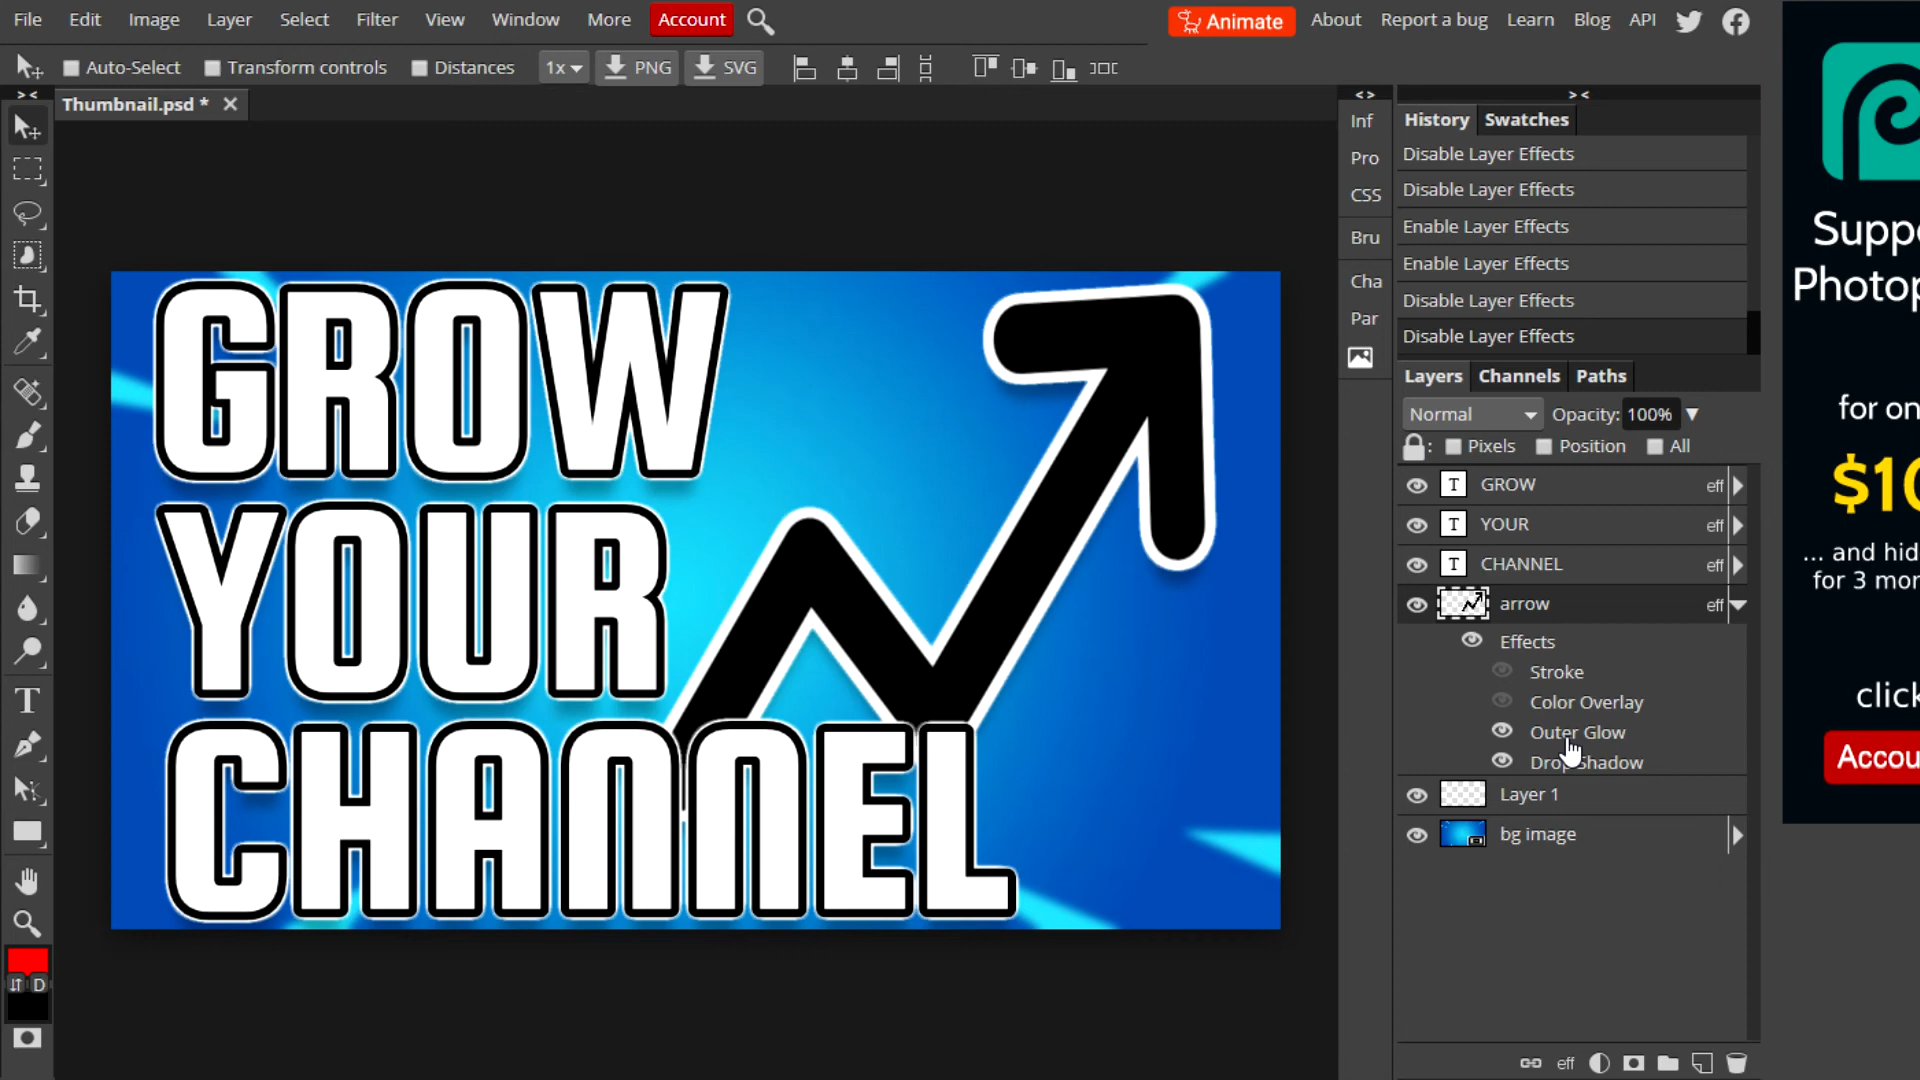 File Edit Image Layer Select Filter View Window More Account Animate About Report a bug Learn Blog API
Auto-Select Transform controls Distances 1x PNG SVG
Thumbnail.psd *
GROW
YOUR
CHANNEL
D
Inf
Pro
CSS
Bru
Cha
Par
History Swatches
Disable Layer Effects
Disable Layer Effects
Enable Layer Effects
Enable Layer Effects
Disable Layer Effects
Disable Layer Effects
Layers Channels Paths
Normal Opacity: 100%
: Pixels Position All
T GROW eff
T YOUR eff
T CHANNEL eff
arrow eff
Effects
Stroke
Color Overlay
Outer Glow
Drop Shadow
Layer 1
bg image
eff
Suppo
Photop
for on
$10
... and hid
for 3 mor
click
Accou